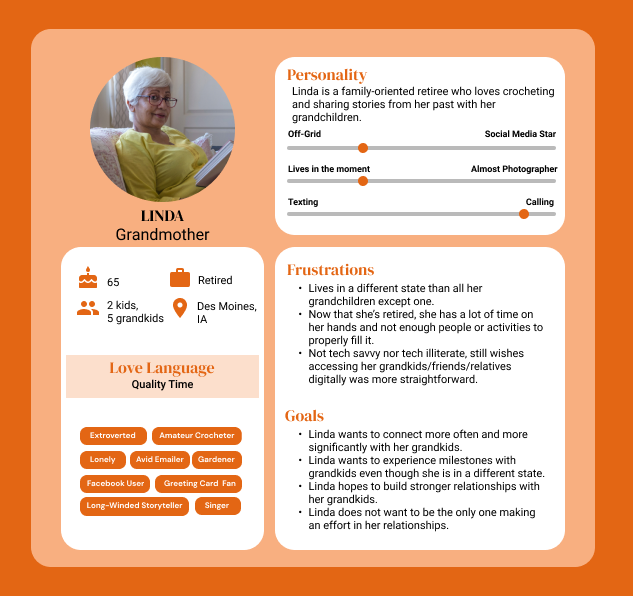 LINDA
Grandmother
65
Retired
2 kids,
5 grandkids
Des Moines,
IA
Love Language
Quality Time
Extroverted
Amateur Crocheter
Lonely
Avid Emailer
Gardener
Facebook User
Greeting Card Fan
Long-Winded Storyteller
Singer
Personality
Linda is a family-oriented retiree who loves crocheting
and sharing stories from her past with her
grandchildren.
Off-Grid
Social Media Star
Lives in the moment
Almost Photographer
Texting
Calling
Frustrations
• Lives in a different state than all her
grandchildren except one.
• Now that she's retired, she has a lot of time on
her hands and not enough people or activities to
properly fill it.
• Not tech savvy nor tech illiterate, still wishes
accessing her grandkids/friends/relatives
digitally was more straightforward.
Goals
• Linda wants to connect more often and more
significantly with her grandkids.
• Linda wants to experience milestones with
grandkids even though she is in a different state.
• Linda hopes to build stronger relationships with
her grandkids.
• Linda does not want to be the only one making
an effort in her relationships.